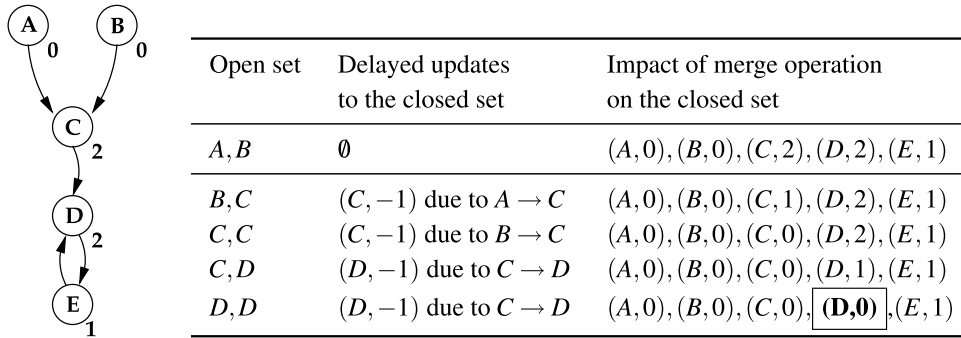 A
0
B
0
C
2
D
2
E
1
Open set Delayed updates to the closed set Impact of merge operation on the closed set
A,B ∅ (A,0),(B,0),(C,2),(D,2),(E,1)
B,C (C,−1) due to A → C (A,0),(B,0),(C,1),(D,2),(E,1)
C,C (C,−1) due to B → C (A,0),(B,0),(C,0),(D,2),(E,1)
C,D (D,−1) due to C → D (A,0),(B,0),(C,0),(D,1),(E,1)
D,D (D,−1) due to C → D (A,0),(B,0),(C,0), (D,0) ,(E,1)